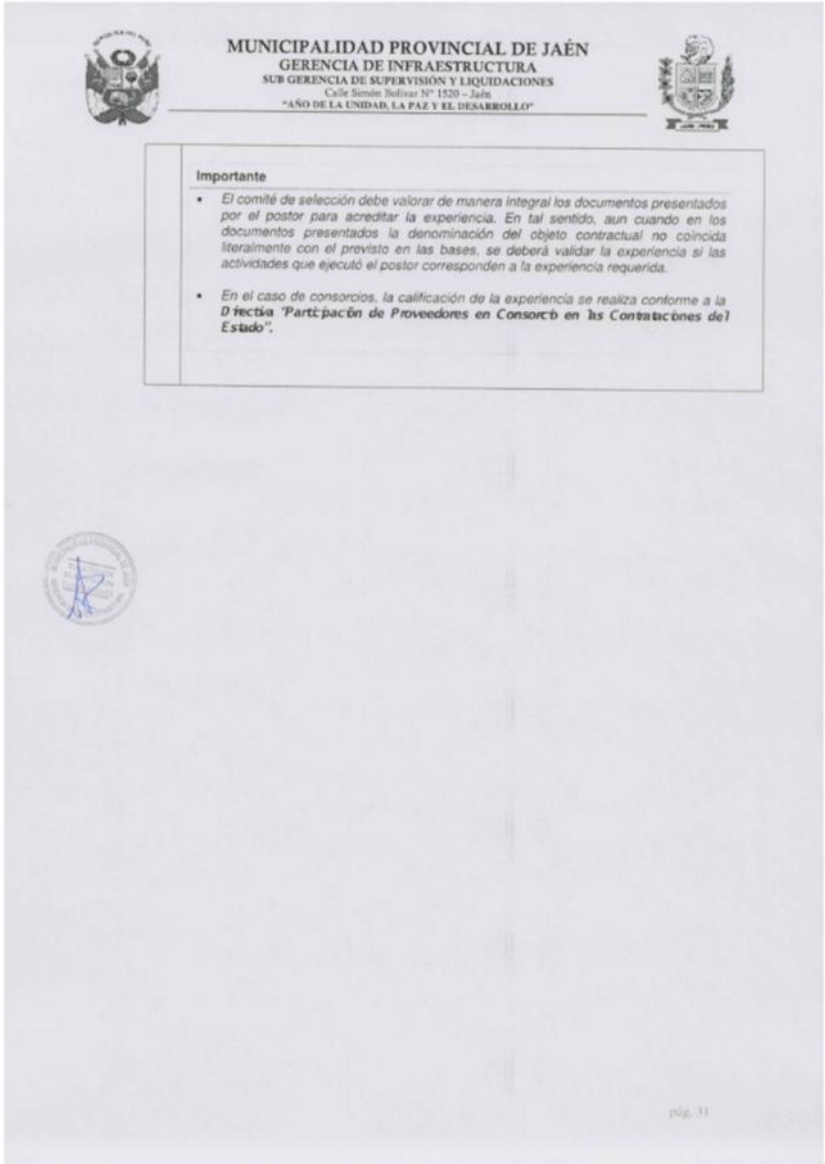 MUNICIPALIDAD PROVINCIAL DE JAÉN
GERENCIA DE INFRAESTRUCTURA
SUB GERENCIA DE SUPERVISIÓN Y LIQUIDACIONES
Calle Simón Bolívar N° 1520 – Jaén
"AÑO DE LA UNIDAD, LA PAZ Y EL DESARROLLO"
JAÉN - PERÚ
Importante
• El comité de selección debe valorar de manera integral los documentos presentados
por el postor para acreditar la experiencia. En tal sentido, aun cuando en los
documentos presentados la denominación del objeto contractual no coincida
literalmente con el previsto en las bases, se deberá validar la experiencia si las
actividades que ejecutó el postor corresponden a la experiencia requerida.
• En el caso de consorcios, la calificación de la experiencia se realiza conforme a la
D irectiva "Participación de Proveedores en Consorcio en las Contrataciones del
Estado".
pág. 31